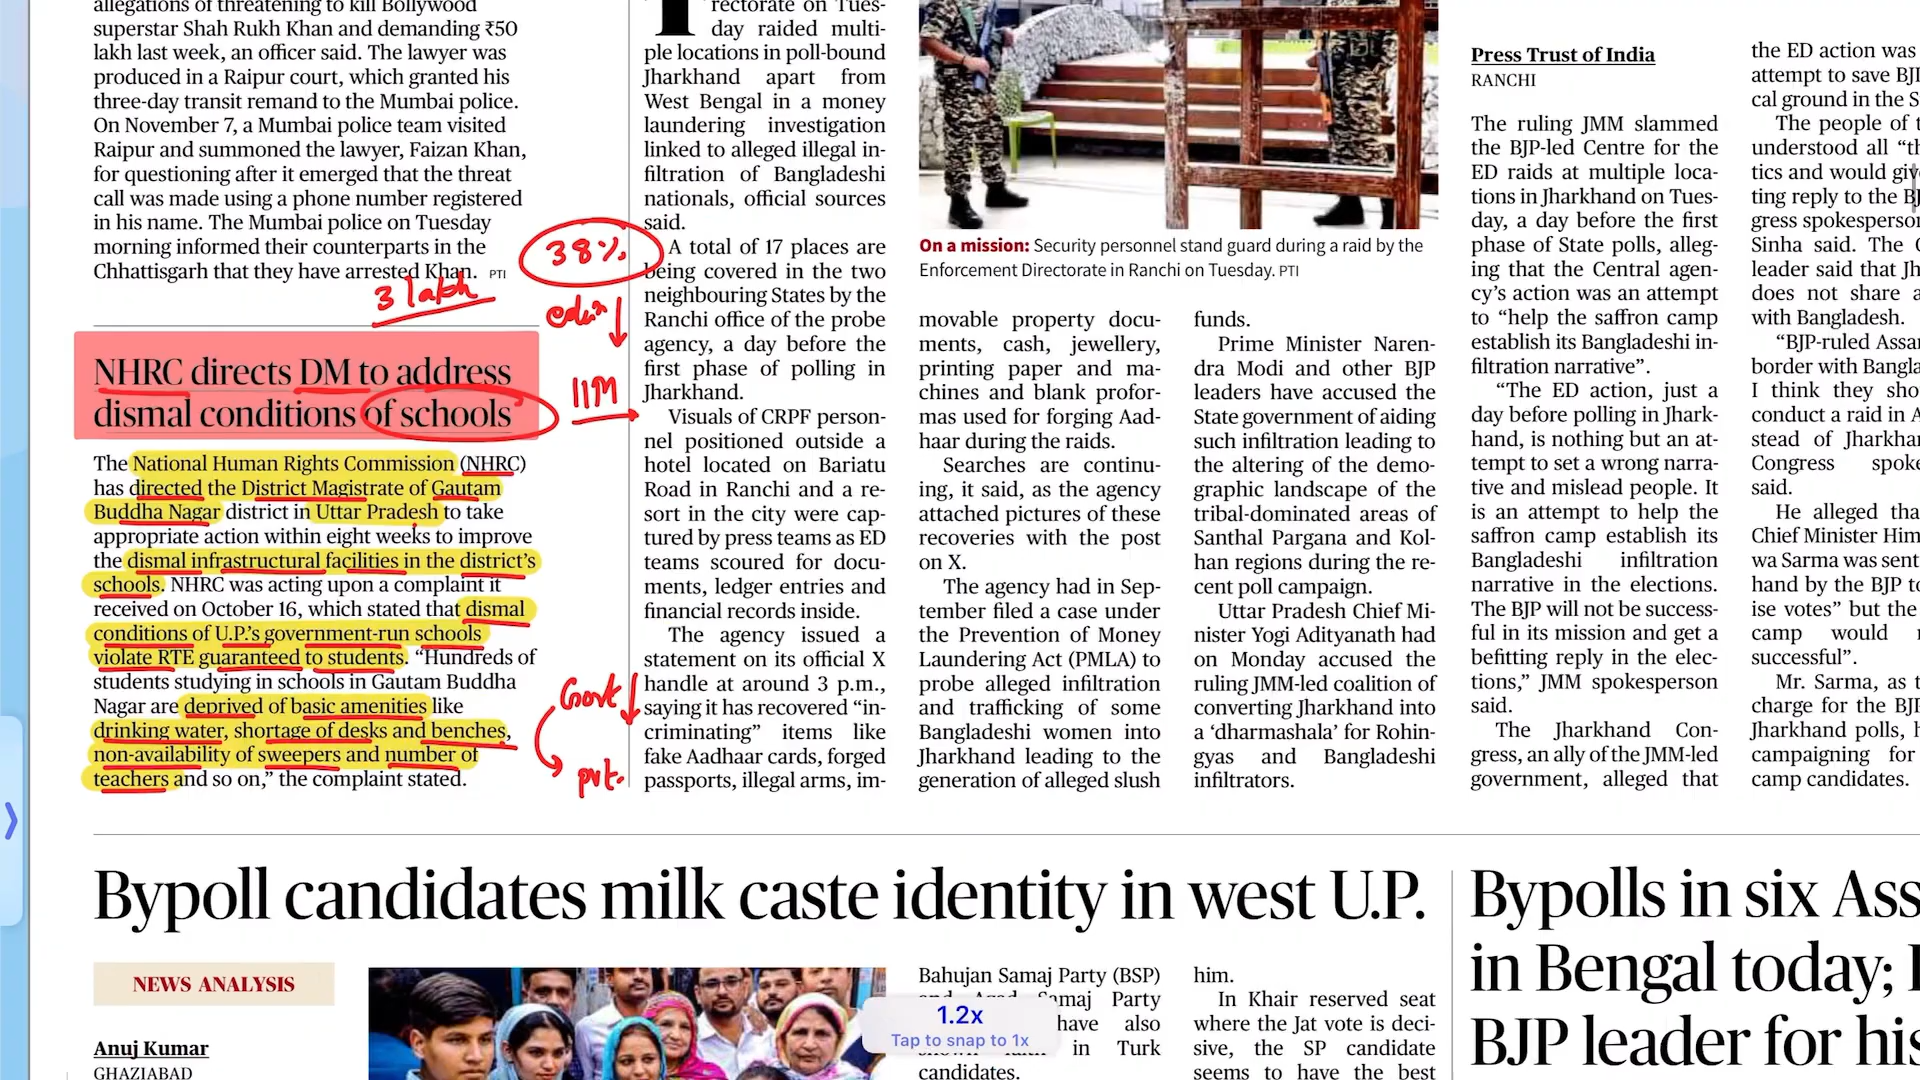 allegations of threatening to kill Bollywood
superstar Shah Rukh Khan and demanding ₹50
lakh last week, an officer said. The lawyer was
produced in a Raipur court, which granted his
three-day transit remand to the Mumbai police.
On November 7, a Mumbai police team visited
Raipur and summoned the lawyer, Faizan Khan,
for questioning after it emerged that the threat
call was made using a phone number registered
in his name. The Mumbai police on Tuesday
morning informed their counterparts in the
Chhattisgarh that they have arrested Khan. PTI
3 lakh
38%
IIM
NHRC directs DM to address
dismal conditions of schools
The National Human Rights Commission (NHRC)
has directed the District Magistrate of Gautam
Buddha Nagar district in Uttar Pradesh to take
appropriate action within eight weeks to improve
the dismal infrastructural facilities in the district's
schools. NHRC was acting upon a complaint it
received on October 16, which stated that dismal
conditions of U.P.'s government-run schools
violate RTE guaranteed to students. “Hundreds of
students studying in schools in Gautam Buddha
Nagar are deprived of basic amenities like
drinking water, shortage of desks and benches,
non-availability of sweepers and number of
teachers and so on,” the complaint stated.
Govt
pvt.
T
rectorate on Tues-
day raided multi-
ple locations in poll-bound
Jharkhand apart from
West Bengal in a money
laundering investigation
linked to alleged illegal in-
filtration of Bangladeshi
nationals, official sources
said.
A total of 17 places are
being covered in the two
neighbouring States by the
Ranchi office of the probe
agency, a day before the
first phase of polling in
Jharkhand.
Visuals of CRPF person-
nel positioned outside a
hotel located on Bariatu
Road in Ranchi and a re-
sort in the city were cap-
tured by press teams as ED
teams scoured for docu-
ments, ledger entries and
financial records inside.
The agency issued a
statement on its official X
handle at around 3 p.m.,
saying it has recovered “in-
criminating” items like
fake Aadhaar cards, forged
passports, illegal arms, im-
On a mission: Security personnel stand guard during a raid by the
Enforcement Directorate in Ranchi on Tuesday. PTI
movable property docu-
ments, cash, jewellery,
printing paper and ma-
chines and blank profor-
mas used for forging Aad-
haar during the raids.
Searches are continu-
ing, it said, as the agency
attached pictures of these
recoveries with the post
on X.
The agency had in Sep-
tember filed a case under
the Prevention of Money
Laundering Act (PMLA) to
probe alleged infiltration
and trafficking of some
Bangladeshi women into
Jharkhand leading to the
generation of alleged slush
funds.
Prime Minister Naren-
dra Modi and other BJP
leaders have accused the
State government of aiding
such infiltration leading to
the altering of the demo-
graphic landscape of the
tribal-dominated areas of
Santhal Pargana and Kol-
han regions during the re-
cent poll campaign.
Uttar Pradesh Chief Mi-
nister Yogi Adityanath had
on Monday accused the
ruling JMM-led coalition of
converting Jharkhand into
a ‘dharmashala’ for Rohin-
gyas and Bangladeshi
infiltrators.
Press Trust of India
RANCHI
The ruling JMM slammed
the BJP-led Centre for the
ED raids at multiple loca-
tions in Jharkhand on Tues-
day, a day before the first
phase of State polls, alleg-
ing that the Central agen-
cy's action was an attempt
to “help the saffron camp
establish its Bangladeshi in-
filtration narrative”.
“The ED action, just a
day before polling in Jhark-
hand, is nothing but an at-
tempt to set a wrong narra-
tive and mislead people. It
is an attempt to help the
saffron camp establish its
Bangladeshi infiltration
narrative in the elections.
The BJP will not be success-
ful in its mission and get a
befitting reply in the elec-
tions,” JMM spokesperson
said.
The Jharkhand Con-
gress, an ally of the JMM-led
government, alleged that
the ED action was
attempt to save BJ
cal ground in the S
The people of
understood all “th
tics and would giv
ting reply to the B
gress spokesperson
Sinha said. The C
leader said that Jh
does not share a
with Bangladesh.
“BJP-ruled Assa
border with Bangla
I think they sho
conduct a raid in A
stead of Jharkhan
Congress spoke
said.
He alleged tha
Chief Minister Him
wa Sarma was sent
hand by the BJP to
ise votes” but the
camp would
successful”.
Mr. Sarma, as t
charge for the BJP
Jharkhand polls, h
campaigning for
camp candidates.
Bypoll candidates milk caste identity in west U.P.
NEWS ANALYSIS
Anuj Kumar
GHAZIABAD
Bahujan Samaj Party (BSP)
Samaj Party
have also
in Turk
candidates.
1.2x
Tap to snap to 1x
him.
In Khair reserved seat
where the Jat vote is deci-
sive, the SP candidate
seems to have the best
Bypolls in six Ass
in Bengal today;
BJP leader for his